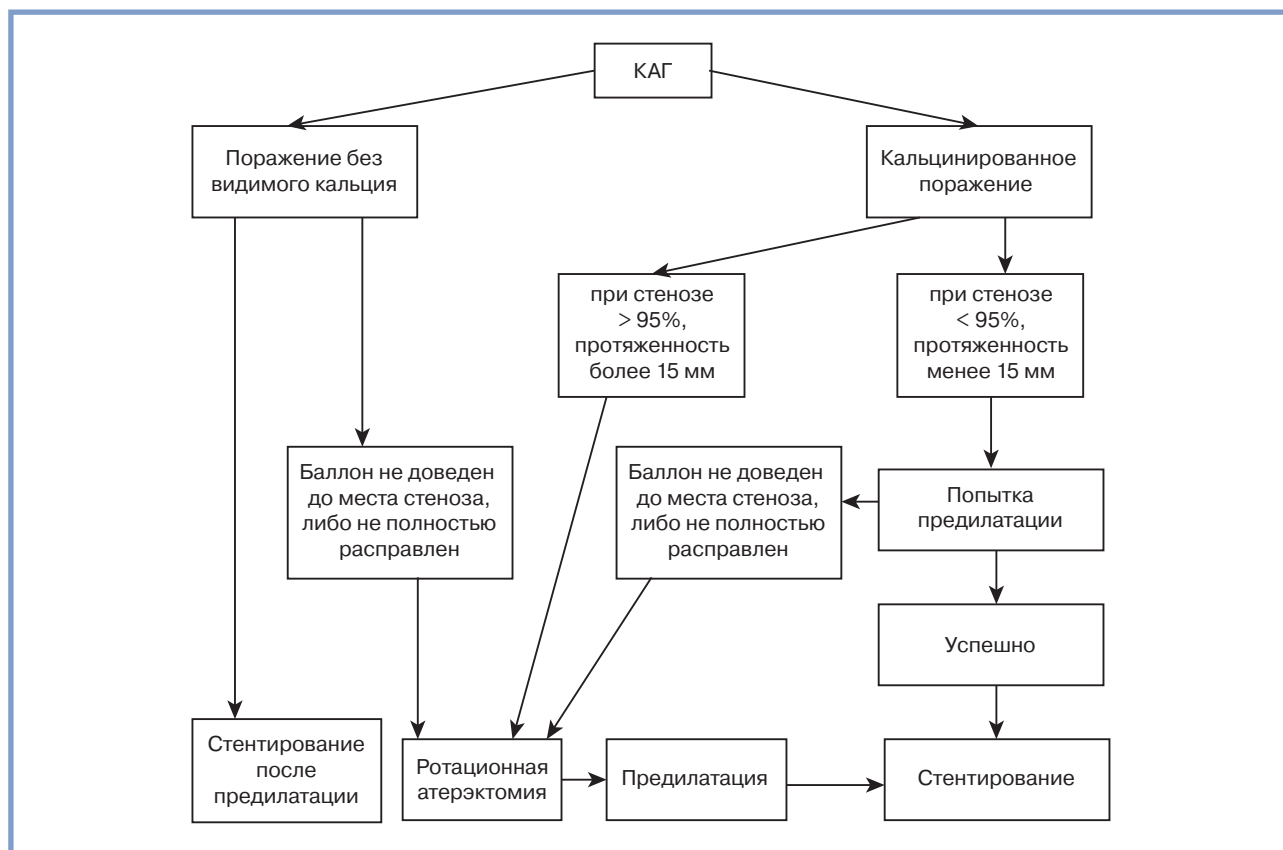 КАГ
Поражение без
видимого кальция
Кальцинированное
поражение
при стенозе
> 95%,
протяженность
более 15 мм
при стенозе
< 95%,
протяженность
менее 15 мм
Баллон не доведен
до места стеноза,
либо не полностью
расправлен
Баллон не доведен
до места стеноза,
либо не полностью
расправлен
Попытка
предилатации
Успешно
Стентирование
после
предилатации
Ротационная
атерэктомия
Предилатация
Стентирование